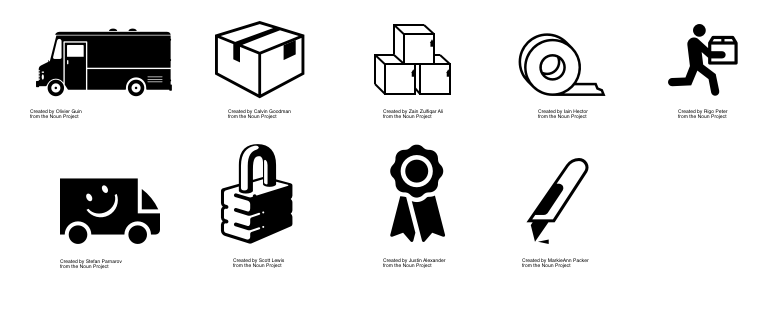 Created by Olivier Guin
from the Noun Project
Created by Calvin Goodman
from the Noun Project
Created by Zain Zulfiqar Ali
from the Noun Project
Created by Iain Hector
from the Noun Project
Created by Rigo Peter
from the Noun Project
Created by Stefan Parnarov
from the Noun Project
Created by Scott Lewis
from the Noun Project
Created by Justin Alexander
from the Noun Project
Created by MarkieAnn Packer
from the Noun Project